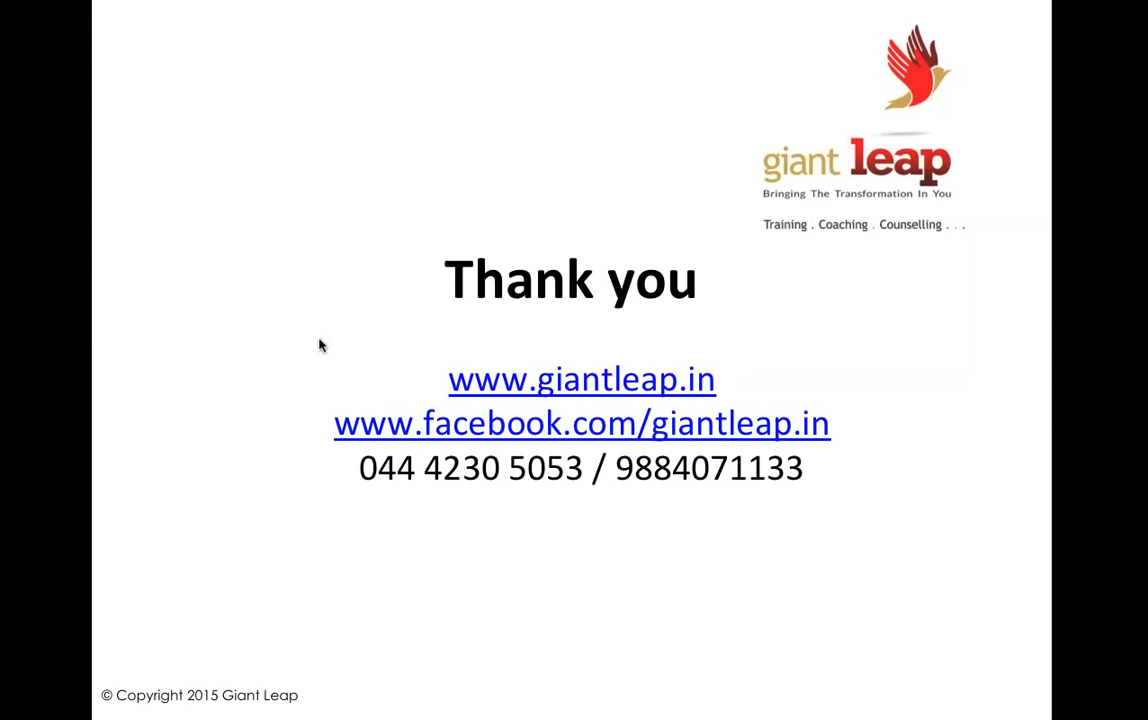 giant leap
Bringing The Transformation In You
Training . Coaching . Counselling . . .
Thank you
www.giantleap.in
www.facebook.com/giantleap.in
044 4230 5053 / 9884071133
© Copyright 2015 Giant Leap